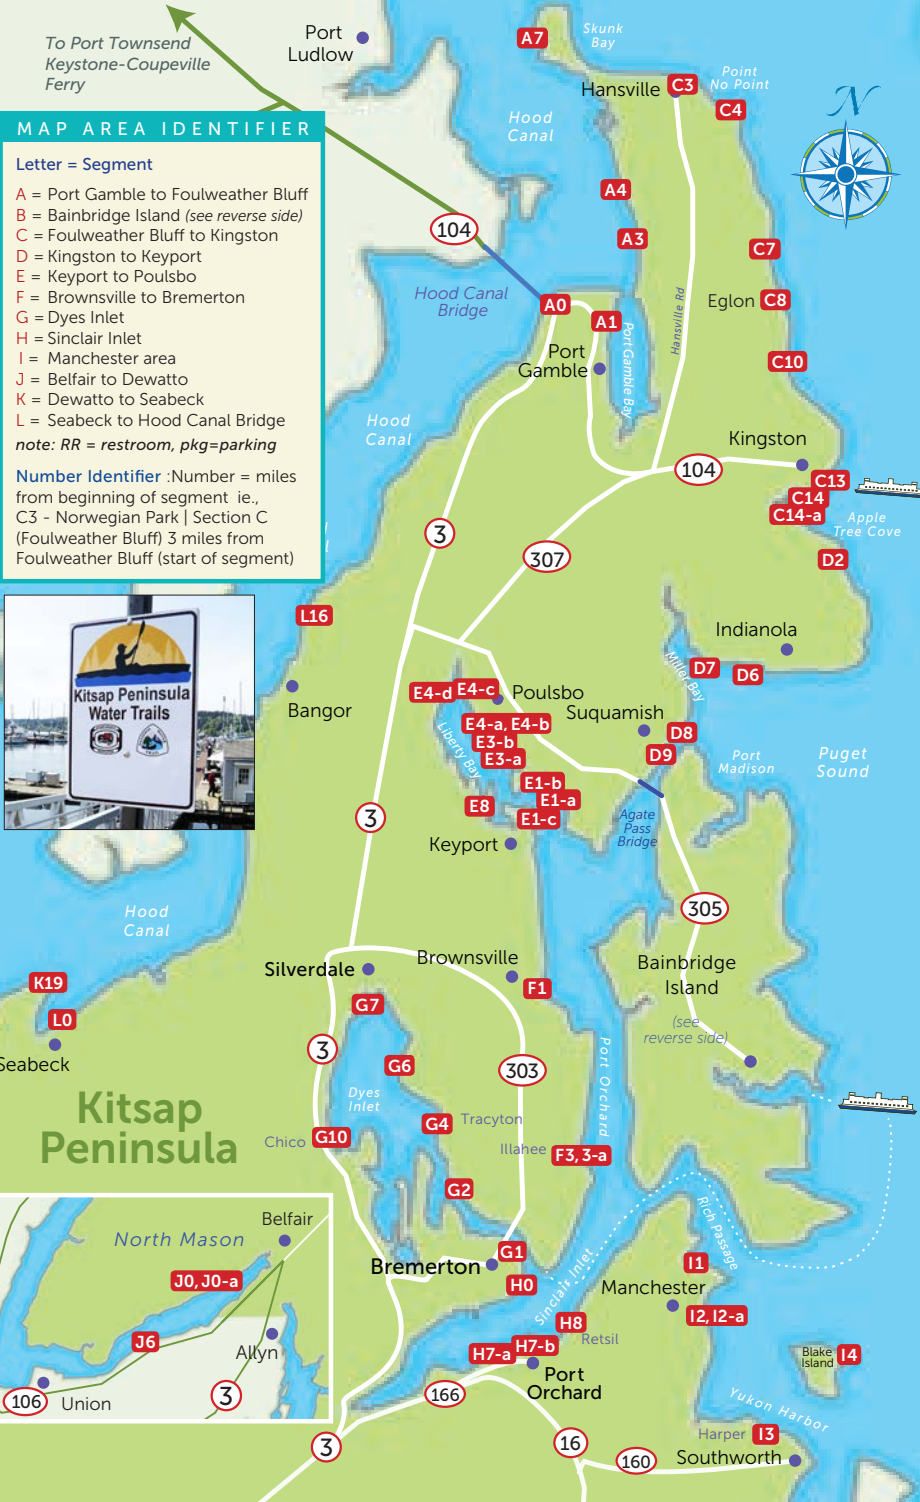 To Port Townsend
Keystone-Coupeville
Ferry
Port
Ludlow
A7
Skunk
Bay
Hansville
C3
Point
No Point
C4
N
Hood
Canal
MAP AREA IDENTIFIER
Letter = Segment
A = Port Gamble to Foulweather Bluff
B = Bainbridge Island (see reverse side)
C = Foulweather Bluff to Kingston
D = Kingston to Keyport
E = Keyport to Poulsbo
F = Brownsville to Bremerton
G = Dyes Inlet
H = Sinclair Inlet
I = Manchester area
J = Belfair to Dewatto
K = Dewatto to Seabeck
L = Seabeck to Hood Canal Bridge
note: RR = restroom, pkg=parking
Number Identifier :Number = miles
from beginning of segment ie.,
C3 - Norwegian Park | Section C
(Foulweather Bluff) 3 miles from
Foulweather Bluff (start of segment)
A4
104
A3
C7
Hood Canal
Bridge
A0
A1
Eglon C8
Hansville Rd
Port Gamble Bay
Port
Gamble
C10
Hood
Canal
Kingston
104
C13
C14
C14-a
Apple
Tree Cove
3
307
D2
L16
Indianola
Miller Bay
D7
D6
Kitsap Peninsula
Water Trails
Bangor
E4-d
E4-c
Poulsbo
Suquamish
E4-a, E4-b
E3-b
E3-a
Liberty Bay
D8
D9
Port
Madison
Puget
Sound
E1-b
E1-a
E1-c
E8
3
Agate
Pass
Bridge
Keyport
305
Hood
Canal
Silverdale
Brownsville
Bainbridge
Island
(see
reverse side)
K19
L0
Seabeck
G7
F1
3
G6
303
Port Orchard
Dyes
Inlet
Kitsap
Peninsula
G4
Tracyton
Chico
G10
Illahee
F3, 3-a
G2
Rich Passage
Belfair
North Mason
J0, J0-a
J6
Allyn
106
Union
3
Bremerton
G1
H0
Sinclair Inlet
I1
Manchester
I2, I2-a
H8
Retsil
H7-a
H7-b
Port
Orchard
Blake
Island
I4
166
Yukon Harbor
Harper
I3
3
16
160
Southworth